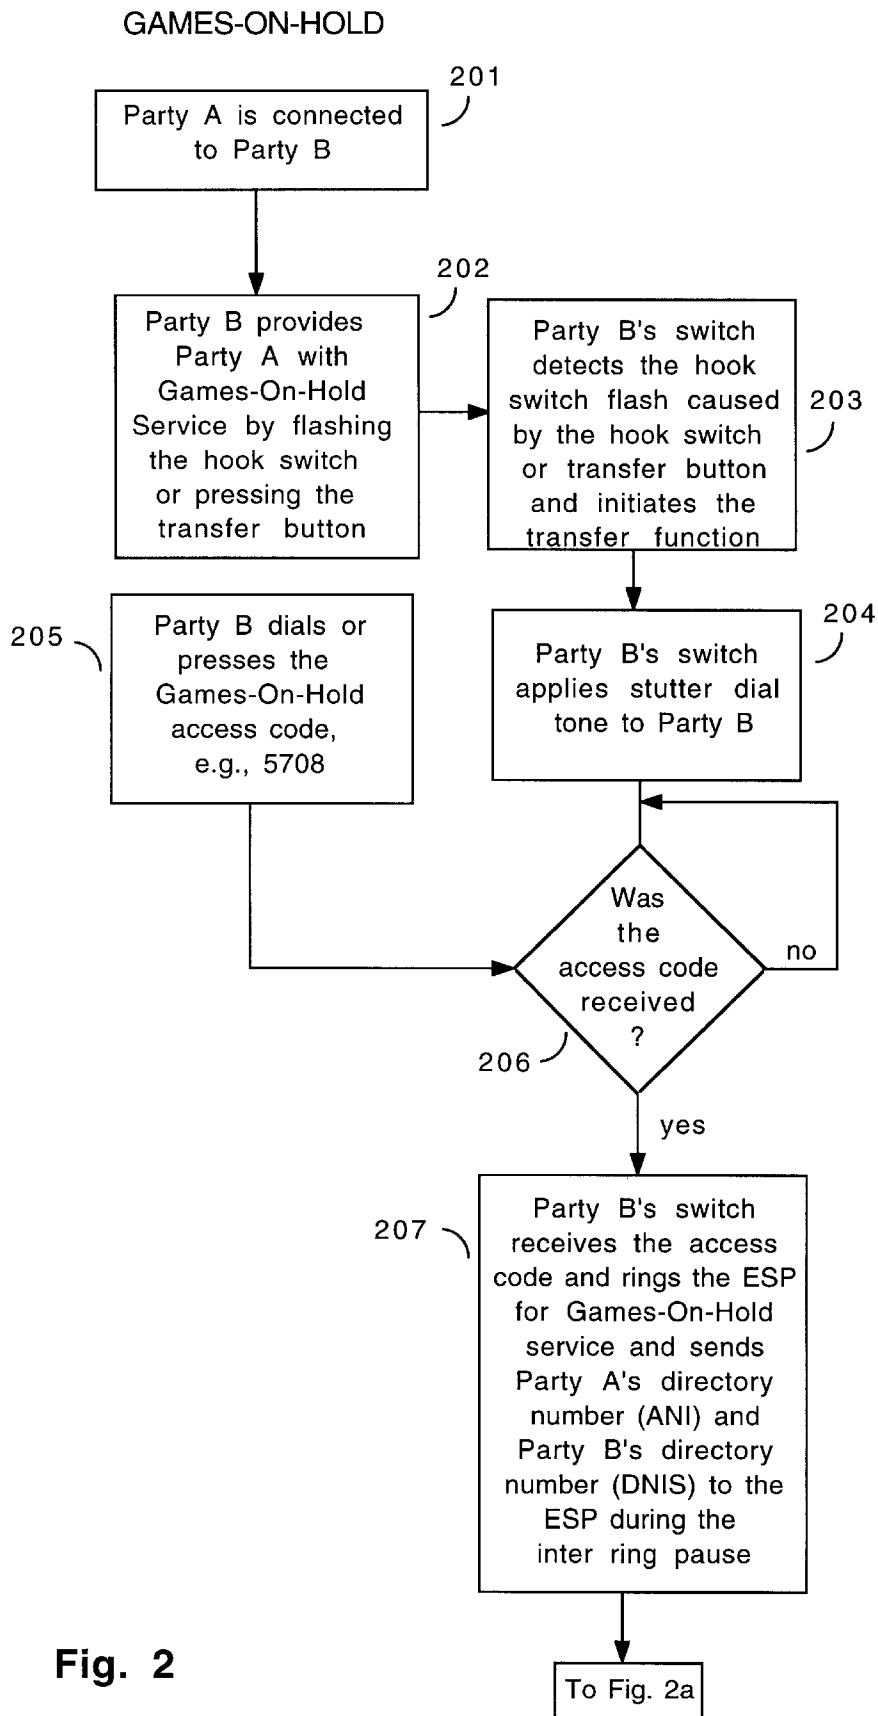 GAMES-ON-HOLD
201
Party A is connected
to Party B
202
Party B provides
Party A with
Games-On-Hold
Service by flashing
the hook switch
or pressing the
transfer button
203
Party B's switch
detects the hook
switch flash caused
by the hook switch
or transfer button
and initiates the
transfer function
204
Party B's switch
applies stutter dial
tone to Party B
205
Party B dials or
presses the
Games-On-Hold
access code,
e.g., 5708
Was
the
access code
received
?
no
206
yes
207
Party B's switch
receives the access
code and rings the ESP
for Games-On-Hold
service and sends
Party A's directory
number (ANI) and
Party B's directory
number (DNIS) to the
ESP during the
inter ring pause
Fig. 2
To Fig. 2a